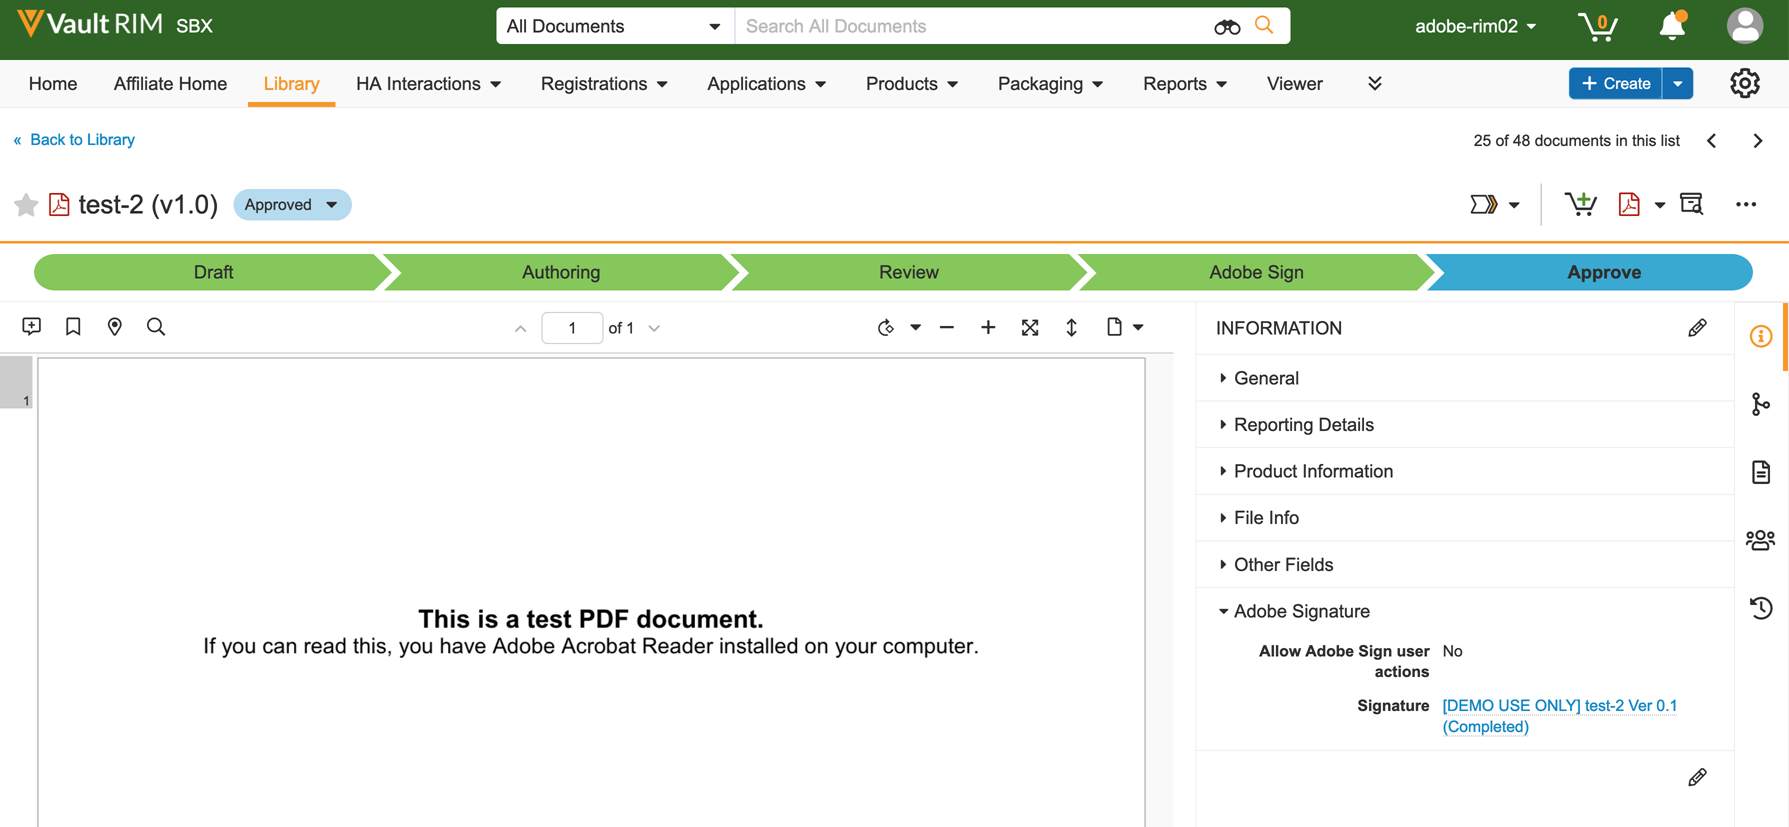 Vault RIM SBX
All Documents
Search All Documents
adobe-rim02
0
Home
Affiliate Home
Library
HA Interactions
Registrations
Applications
Products
Packaging
Reports
Viewer
+ Create
« Back to Library
25 of 48 documents in this list
test-2 (v1.0)
Approved
Draft
Authoring
Review
Adobe Sign
Approve
1 of 1
INFORMATION
1
This is a test PDF document.
If you can read this, you have Adobe Acrobat Reader installed on your computer.
General
Reporting Details
Product Information
File Info
Other Fields
Adobe Signature
Allow Adobe Sign user
actions
No
Signature
[DEMO USE ONLY] test-2 Ver 0.1
(Completed)